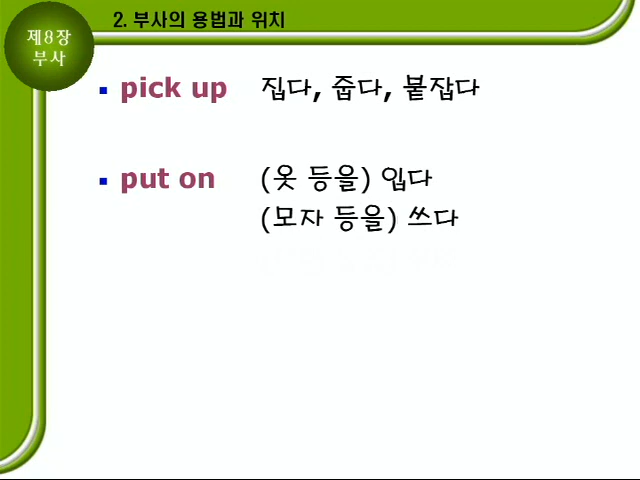 제8장
부사
2. 부사의 용법과 위치
pick up 집다, 줍다, 붙잡다
put on (옷 등을) 입다
(모자 등을) 쓰다